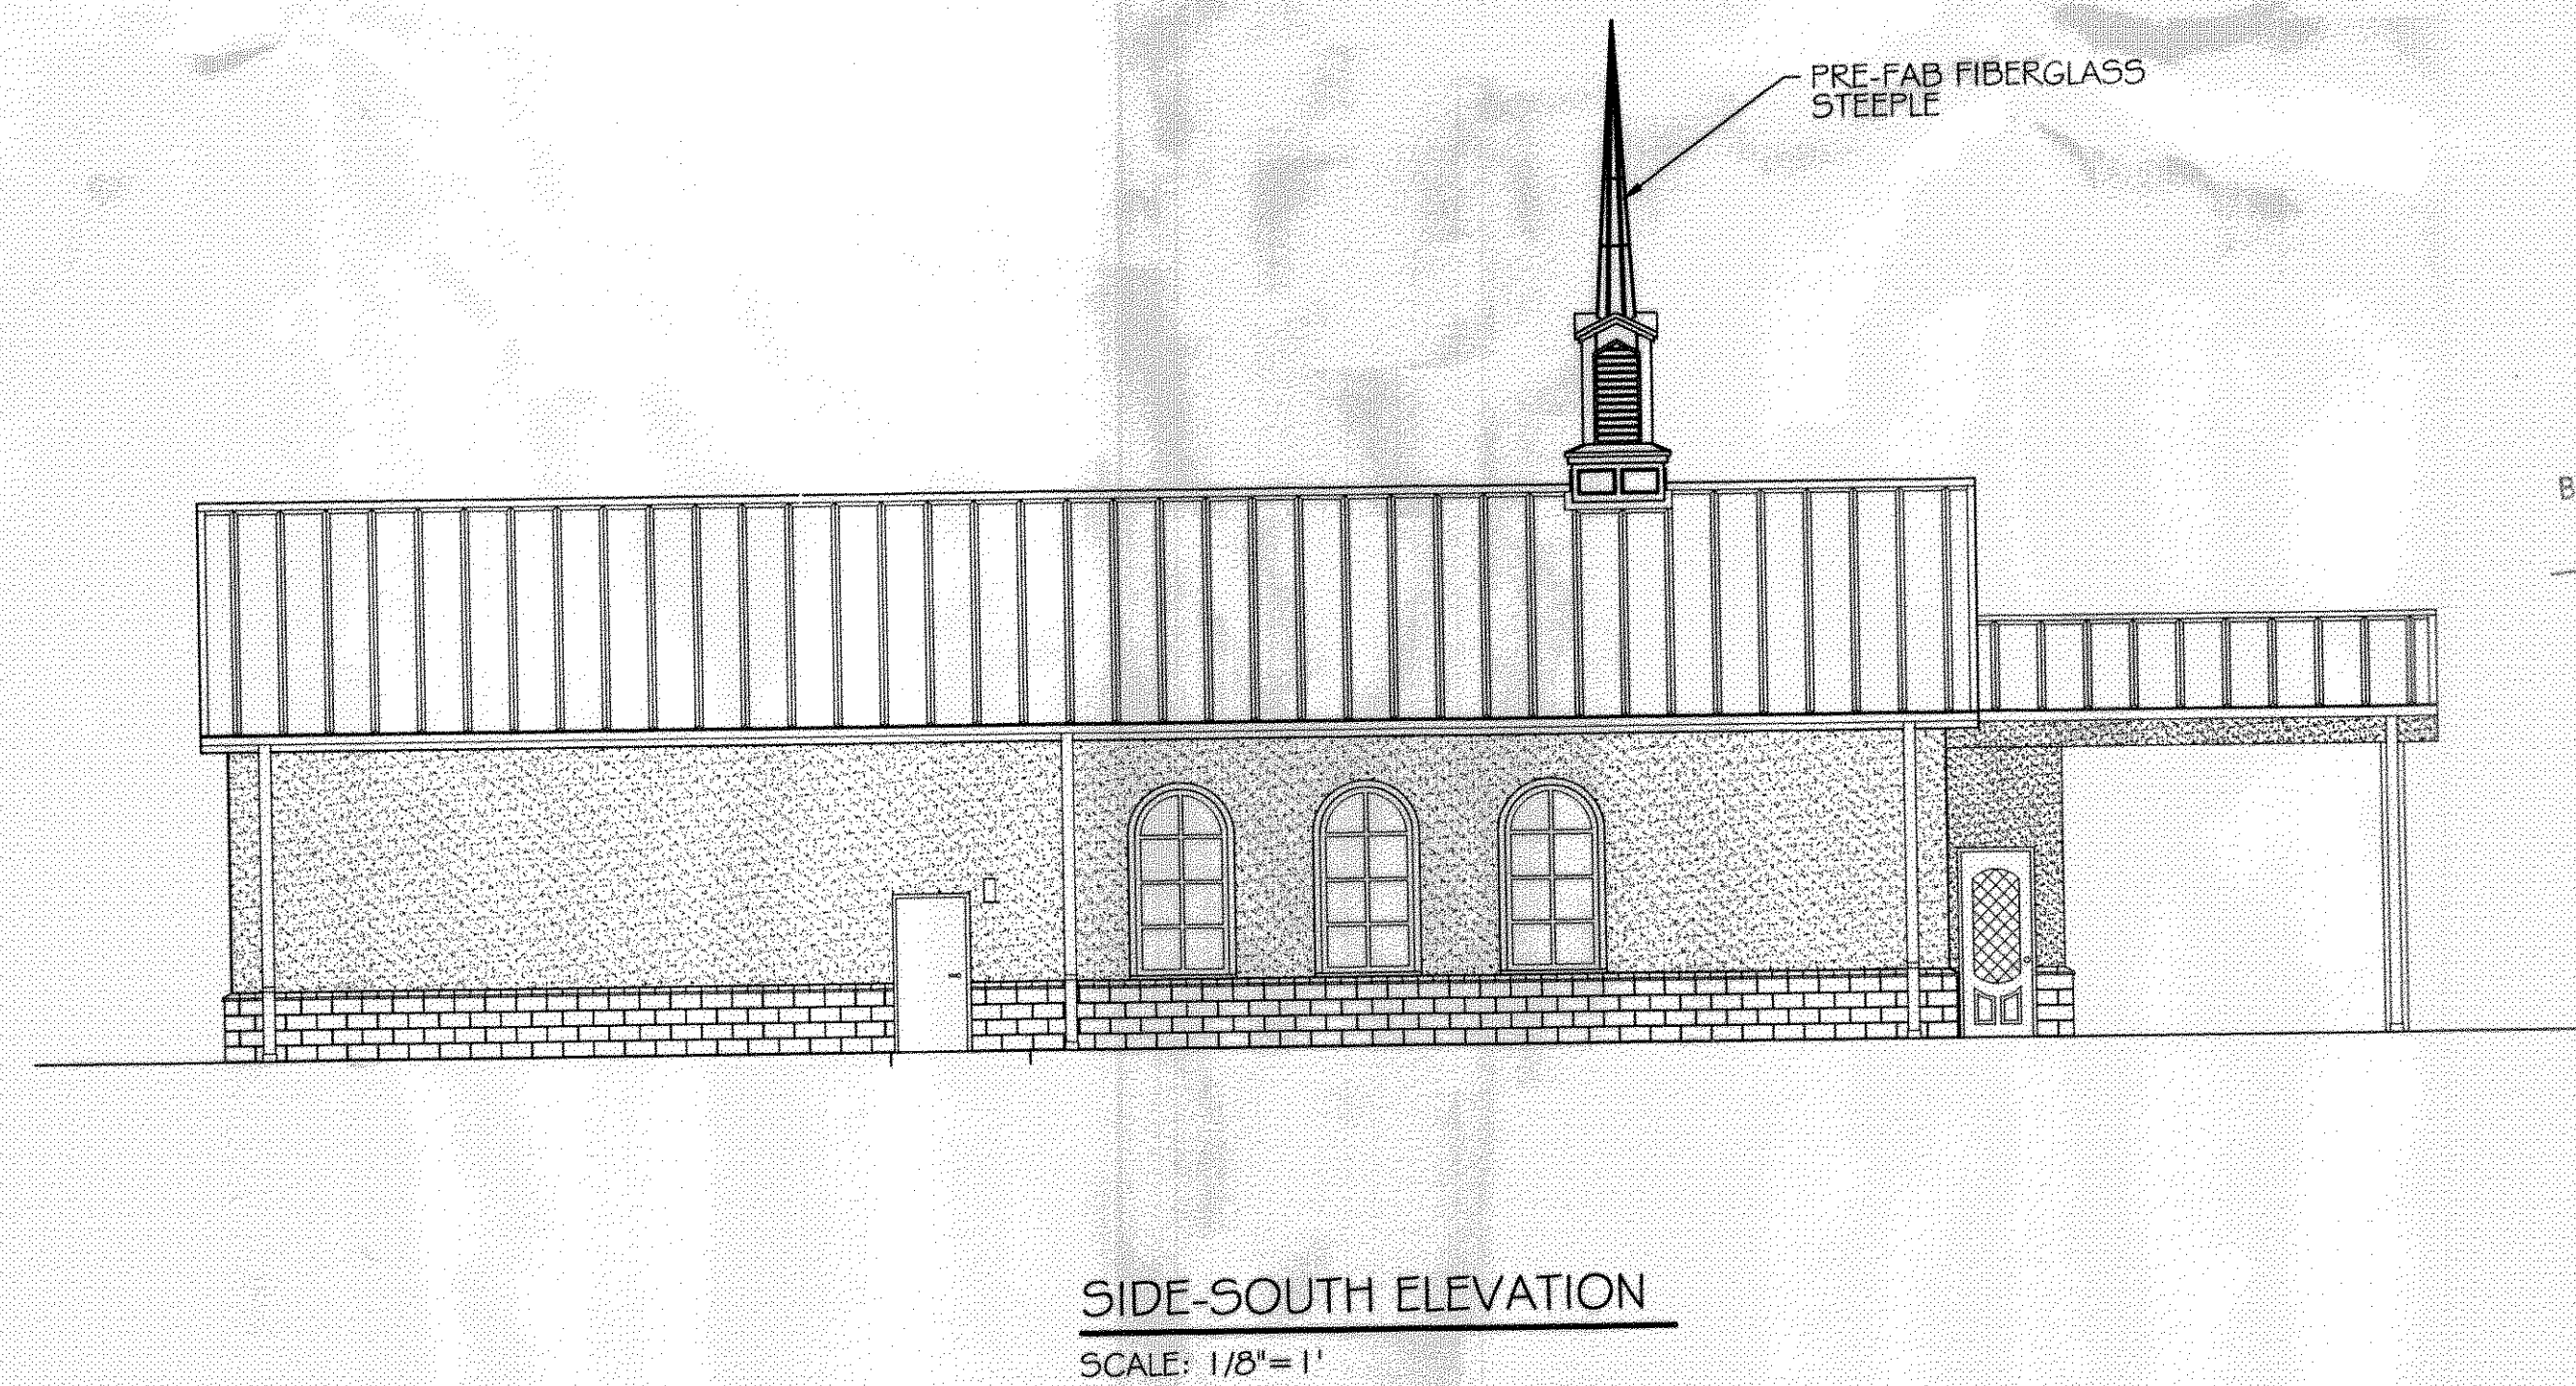 PRE-FAB FIBERGLASS
STEEPLE
B
SIDE-SOUTH ELEVATION
SCALE: 1/8"=1'